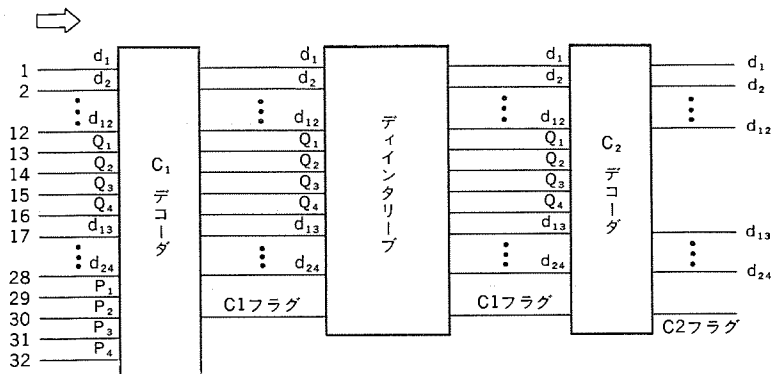 1 d₁ d₁ d₁ d₁
2 d₂ d₂ d₂ d₂
12 d₁₂ d₁₂ d₁₂ d₁₂
13 Q₁ Q₁ Q₁
14 Q₂ Q₂ Q₂
15 Q₃ Q₃ Q₃
16 Q₄ Q₄ Q₄
17 d₁₃ d₁₃ d₁₃ d₁₃
28 d₂₄ d₂₄ d₂₄ d₂₄
29 P₁
30 P₂
31 P₃
32 P₄
C₁デコーダ
C1フラグ
ディインタリーブ
C1フラグ
C₂デコーダ
C2フラグ